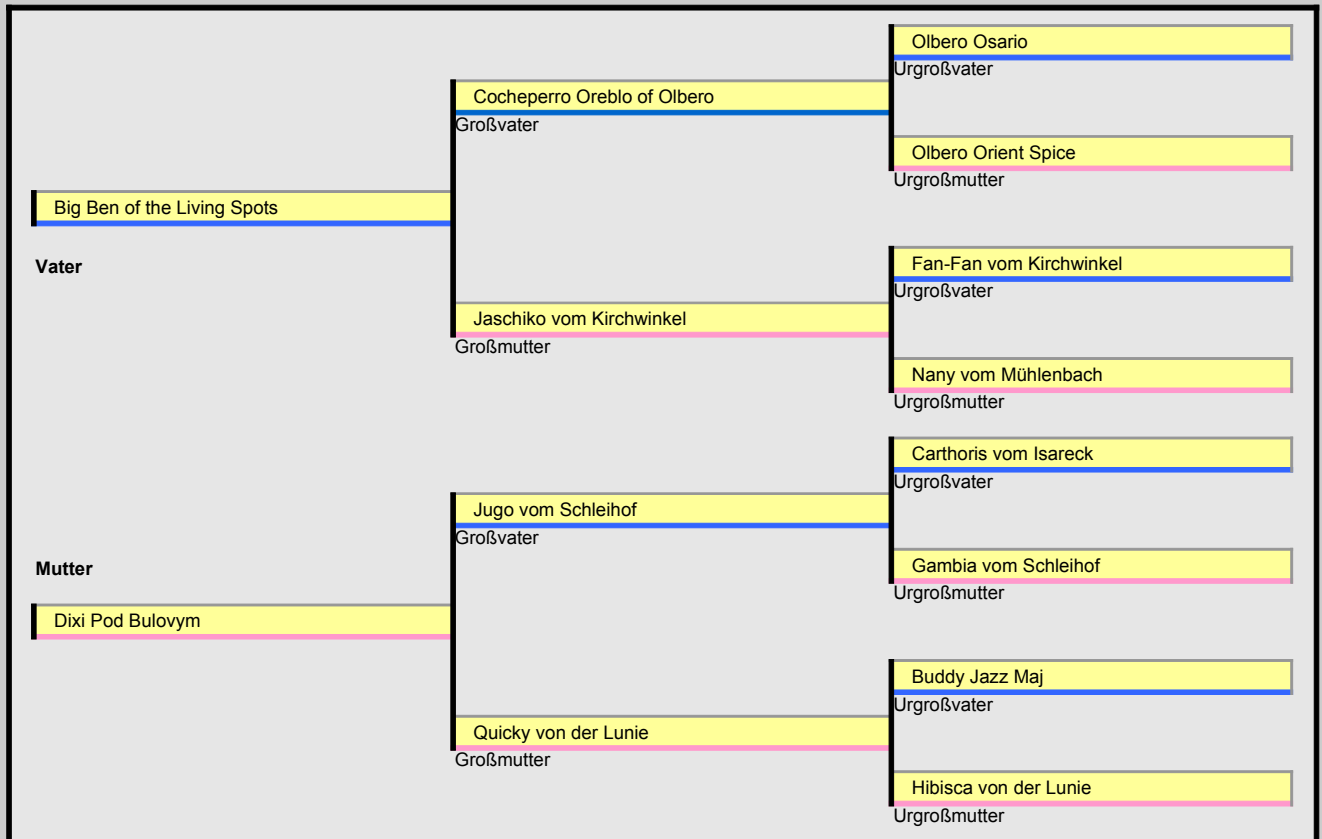 Olbero Osario
Urgroßvater
Cocheperro Oreblo of Olbero
Großvater
Olbero Orient Spice
Urgroßmutter
Big Ben of the Living Spots
Vater
Fan-Fan vom Kirchwinkel
Urgroßvater
Jaschiko vom Kirchwinkel
Großmutter
Nany vom Mühlenbach
Urgroßmutter
Carthoris vom Isareck
Urgroßvater
Jugo vom Schleihof
Großvater
Mutter
Gambia vom Schleihof
Urgroßmutter
Dixi Pod Bulovym
Buddy Jazz Maj
Urgroßvater
Quicky von der Lunie
Großmutter
Hibisca von der Lunie
Urgroßmutter